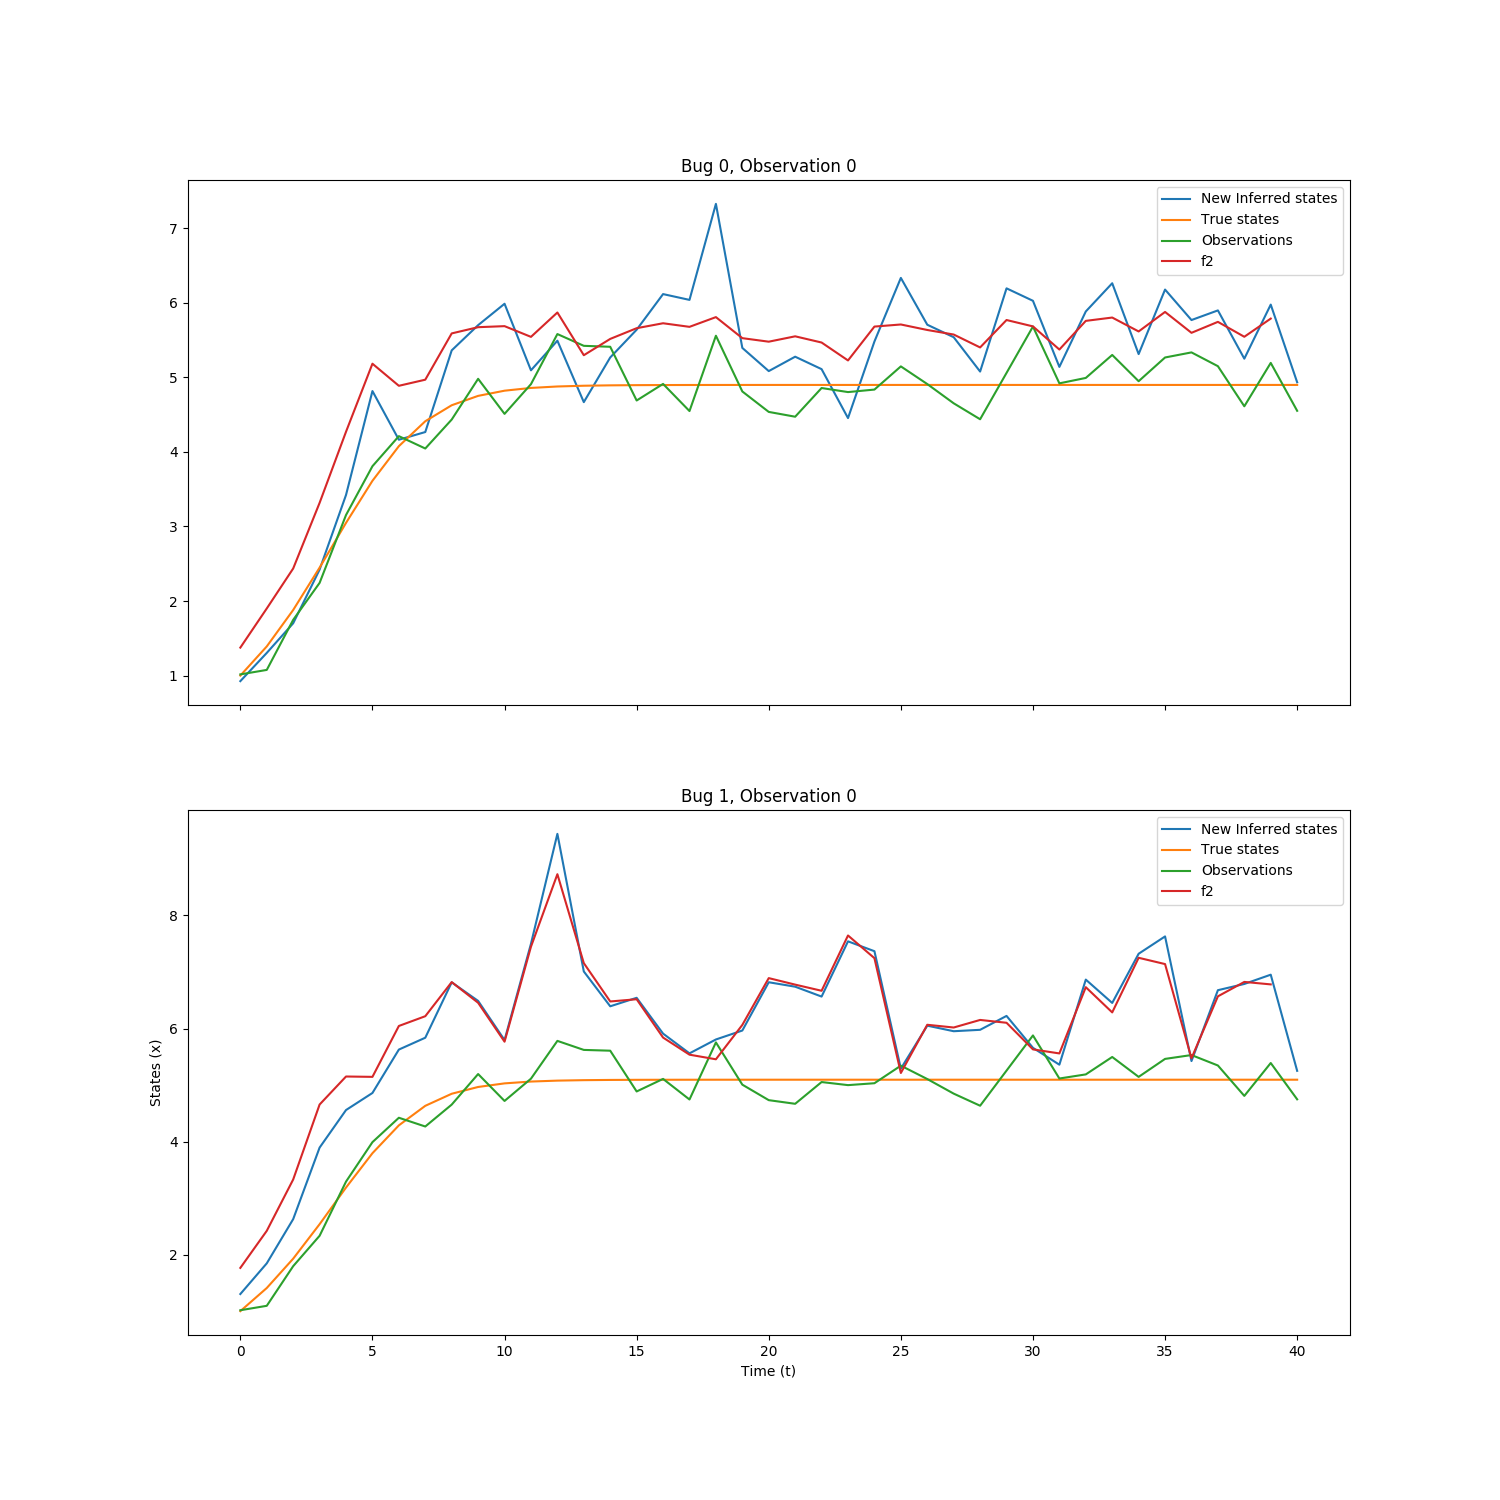 Bug 0, Observation 0
New Inferred states
True states
Observations
f2
7
6
5
4
3
2
1
Bug 1, Observation 0
New Inferred states
True states
Observations
f2
8
6
4
2
States (x)
0 5 10 15 20 25 30 35 40
Time (t)